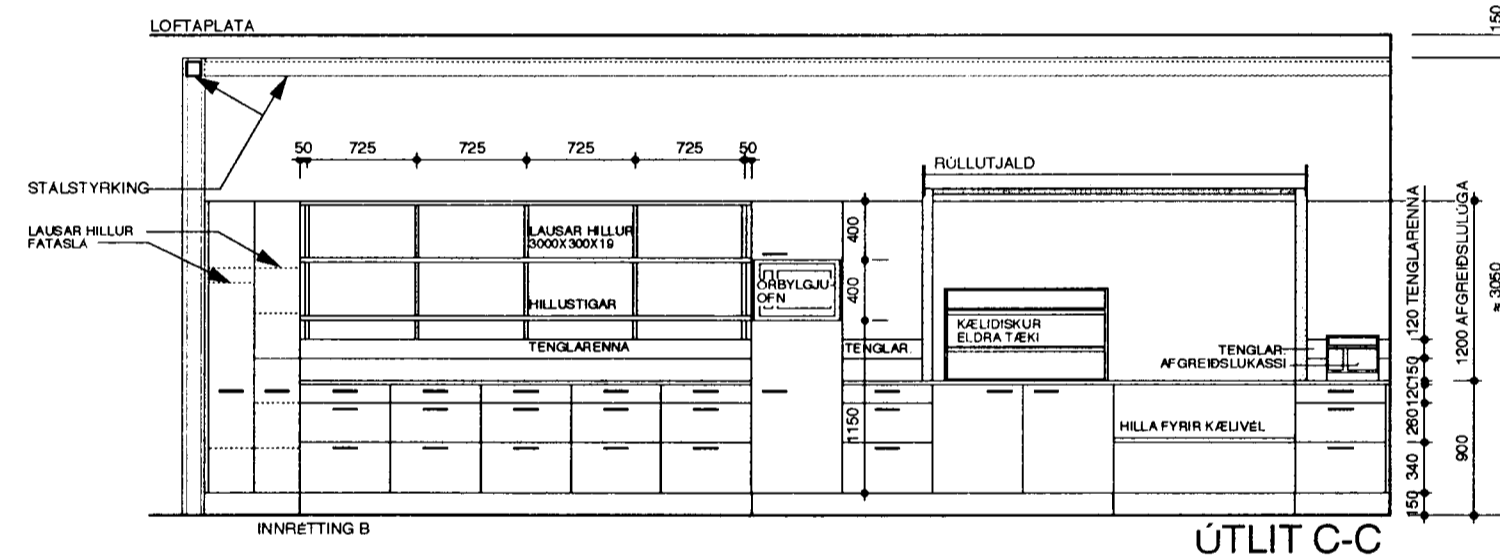 LOFTAPLATA
150
50 725 725 725 725 50
RÚLLUTJALD
STÁLSTYRKING
LAUSAR HILLUR
FATASLÁ
LAUSAR HILLUR
3000X300X19
400
ÖRBYLGJU-
OFN
400
HILLUSTIGAR
KÆLIDISKUR
ELDRA TÆKI
TENGLARENNA
TENGLAR.
TENGLAR.
AFGREIÐSLUKASSI
120 TENGLARENNA
1200 AFGREIÐSLULÚGA
≈ 3050
150
20
120
260
1150
HILLA FYRIR KÆLIVÉL
340
900
150
INNRÉTTING B
ÚTLIT C-C